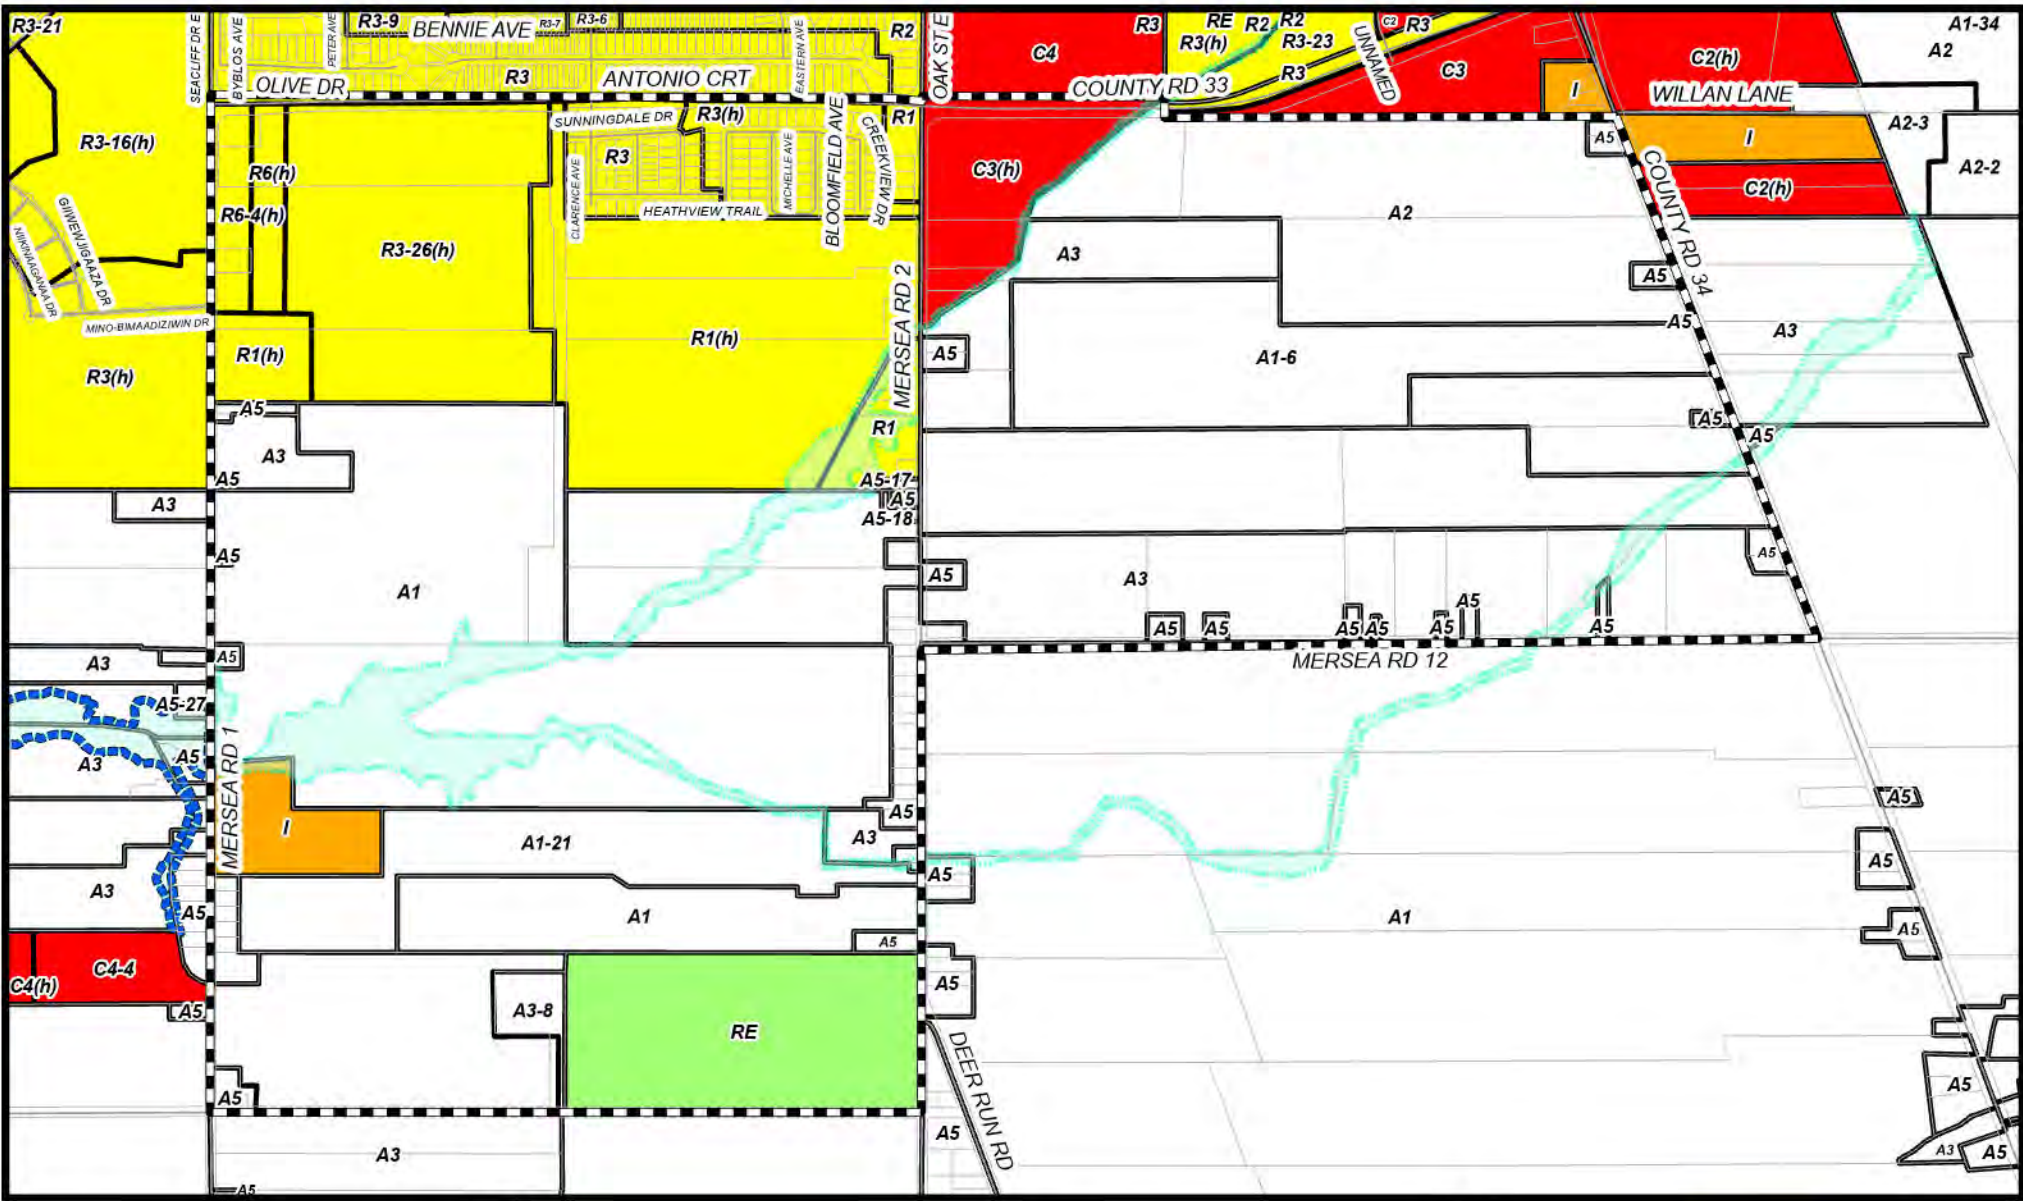 R3-21
SEACLIFF DR E
BYBLOS AVE
PETER AVE
R3-9
BENNIE AVE
R3-7
R3-6
EASTERN AVE
R2
OAK ST E
C4
R3
RE
R2
R2
R3(h)
R3-23
R3
UNNAMED
C2
R3
C3
C2(h)
A1-34
A2
OLIVE DR
R3
ANTONIO CRT
COUNTY RD 33
I
WILLAN LANE
R3-16(h)
SUNNINGDALE DR
R3(h)
R1
R3
CLARENCE AVE
MICHELLE AVE
BLOOMFIELD AVE
CREEKVIEW DR
HEATHVIEW TRAIL
C3(h)
A5
I
A2-3
A2-2
C2(h)
COUNTY RD 34
A2
R6(h)
R6-4(h)
R3-26(h)
GIIWEWJIGAAZA DR
NIIKINAAGANAA DR
MINO-BIMAADIZIWIN DR
A3
A5
A5
A3
R1(h)
R1(h)
MERSEA RD 2
A5
A1-6
R3(h)
A5
R1
A5
A5
A3
A5
A5-17
A5
A5-18
A3
A5
A1
A5
A3
A5
A5
A5
A5
A5
A5
A5
A5
MERSEA RD 12
A3
A5
A5-27
MERSEA RD 1
A5
A3
I
A1-21
A5
A3
A5
A5
A5
A3
A5
A1
A1
A5
A5
C4-4
C4(h)
A5
A5
A3-8
RE
DEER RUN RD
A5
A5
A5
A3
A5
A3
A5